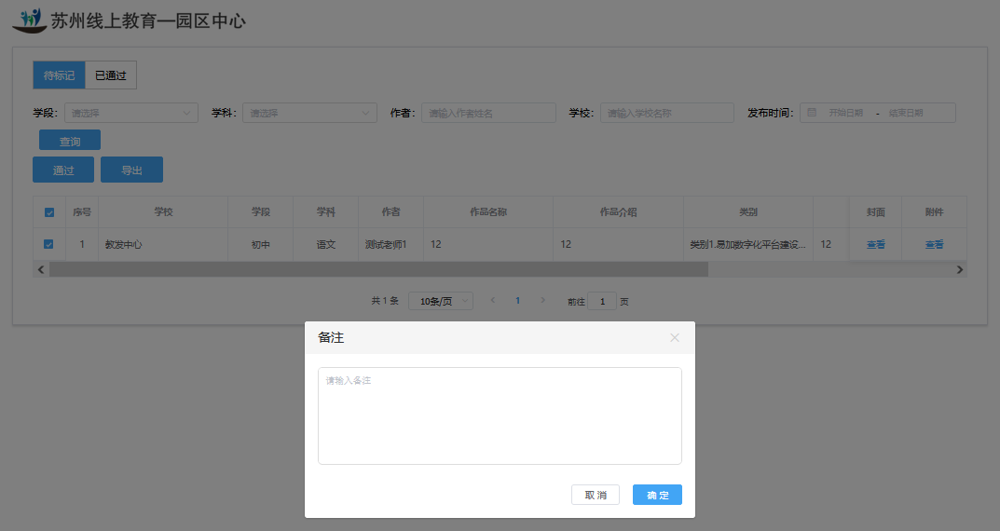 苏州线上教育—园区中心
待标记 已通过
学段: 请选择 学科: 请选择 作者: 请输入作者姓名 学校: 请输入学校名称 发布时间: 开始日期 - 结束日期
查询
通过 导出
序号 学校 学段 学科 作者 作品名称 作品介绍 类别 封面 附件
1 教发中心 初中 语文 测试老师1 12 12 类别1.易加数字化平台建设... 12 查看 查看
共 1 条 10条/页 1 前往 1 页
备注
请输入备注
取 消 确 定